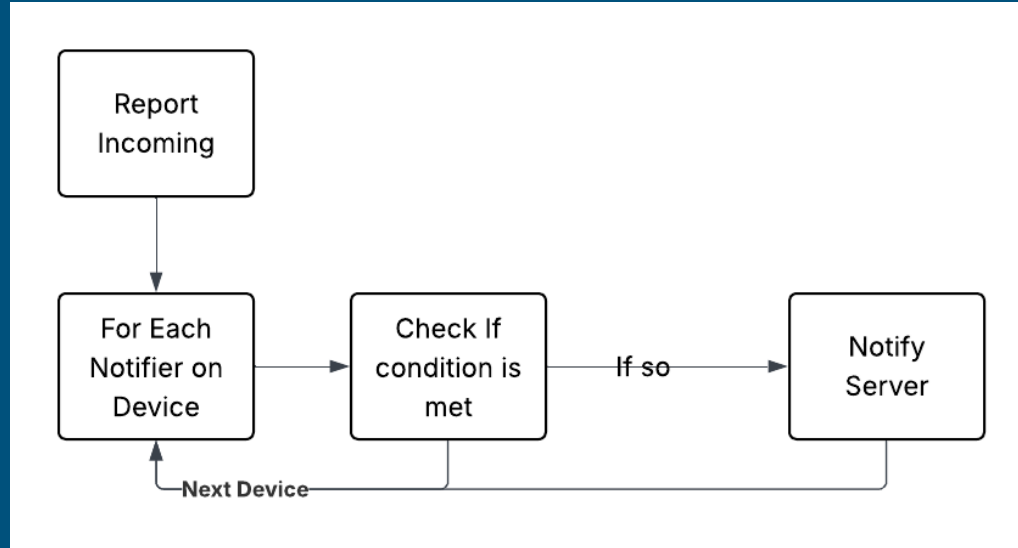 Report
Incoming
For Each
Notifier on
Device
Check If
condition is
met
If so
Notify
Server
Next Device